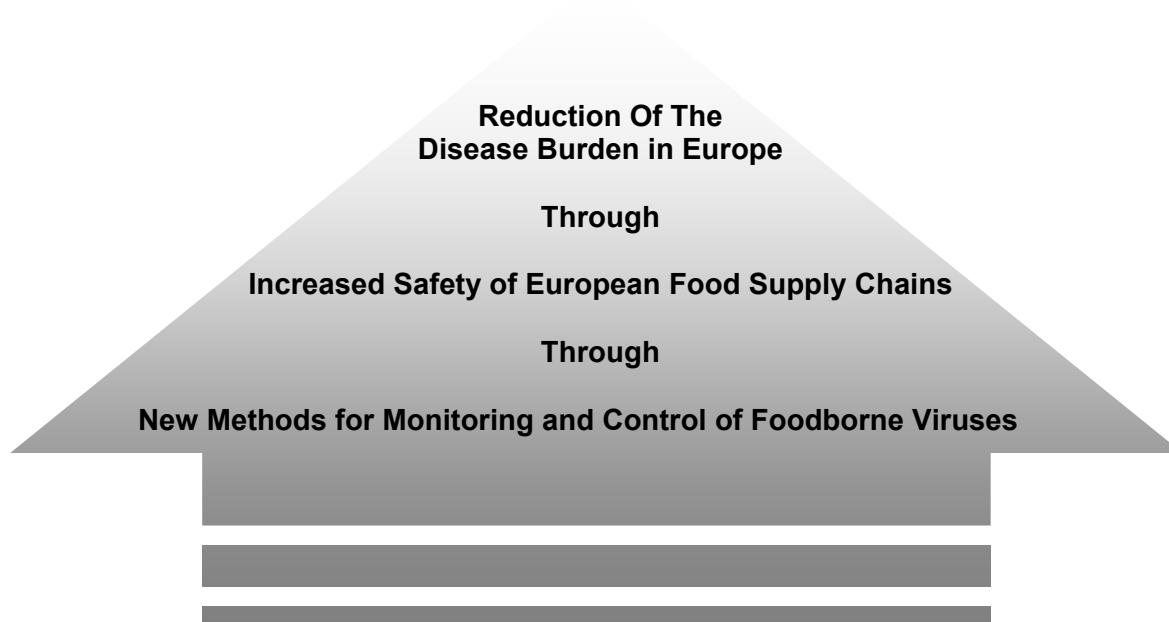 Reduction Of The
Disease Burden in Europe
Through
Increased Safety of European Food Supply Chains
Through
New Methods for Monitoring and Control of Foodborne Viruses